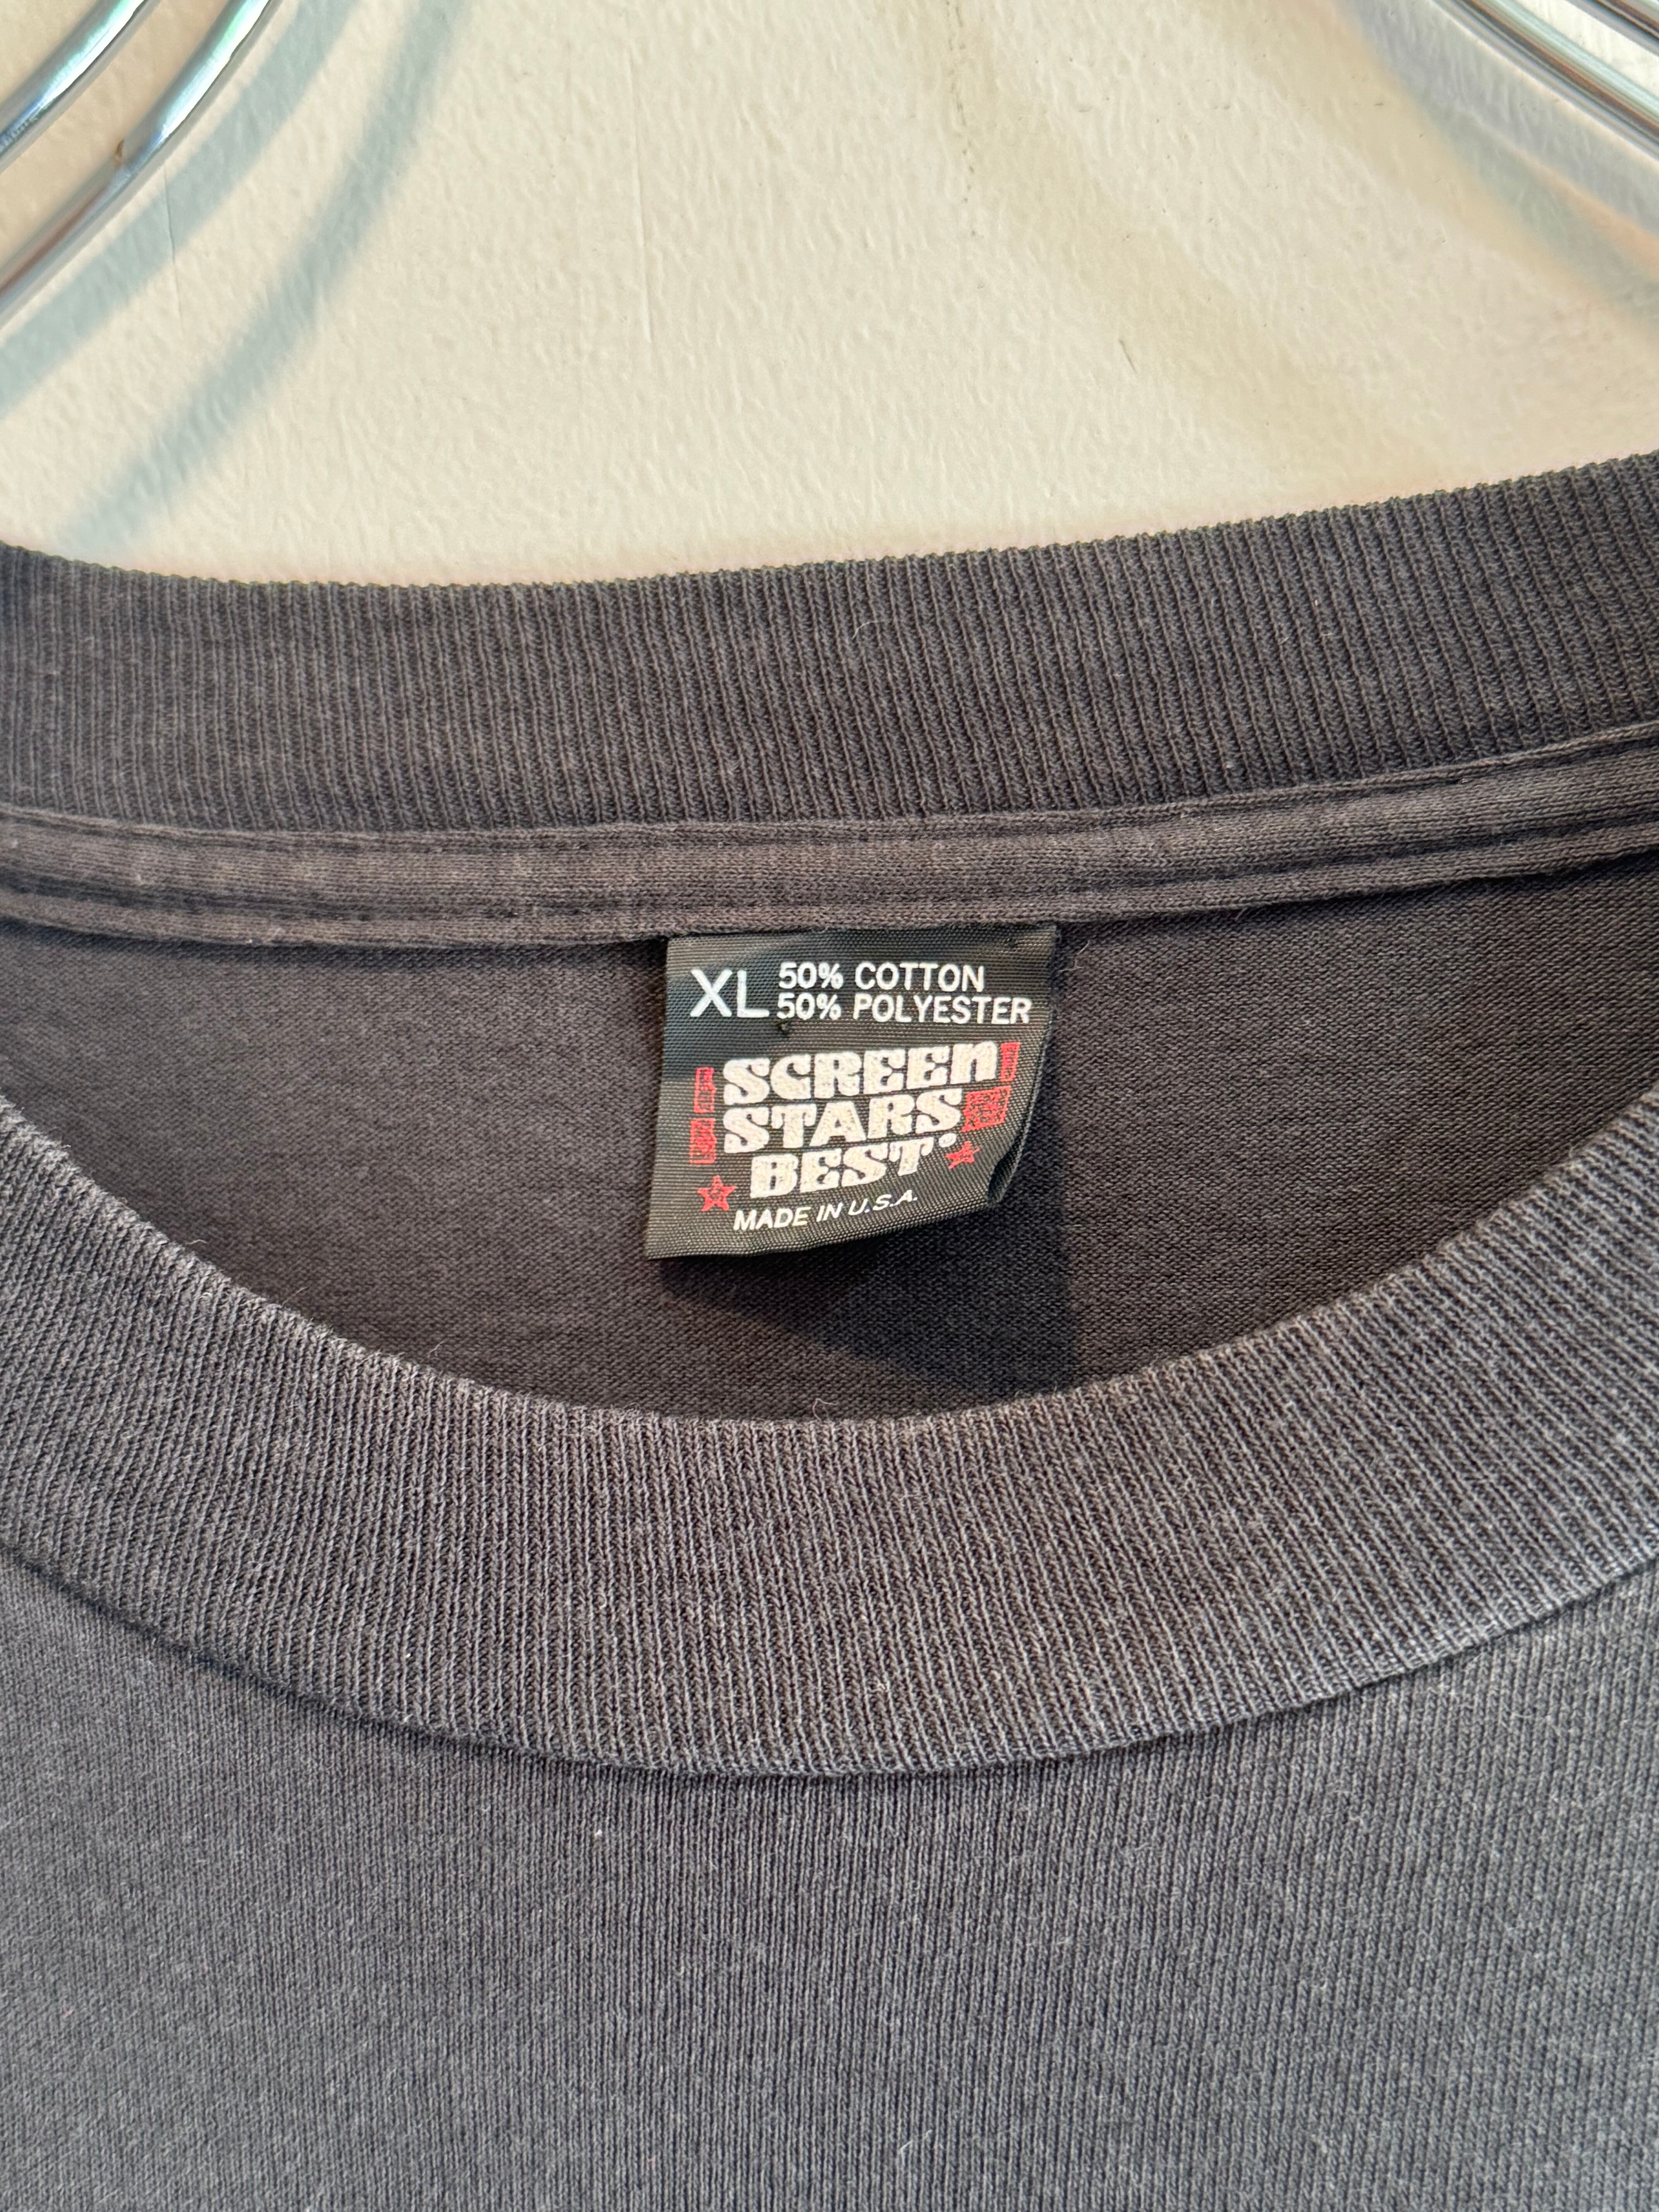 XL 50% COTTON
50% POLYESTER
SCREEN
STARS
BEST
MADE IN U.S.A.